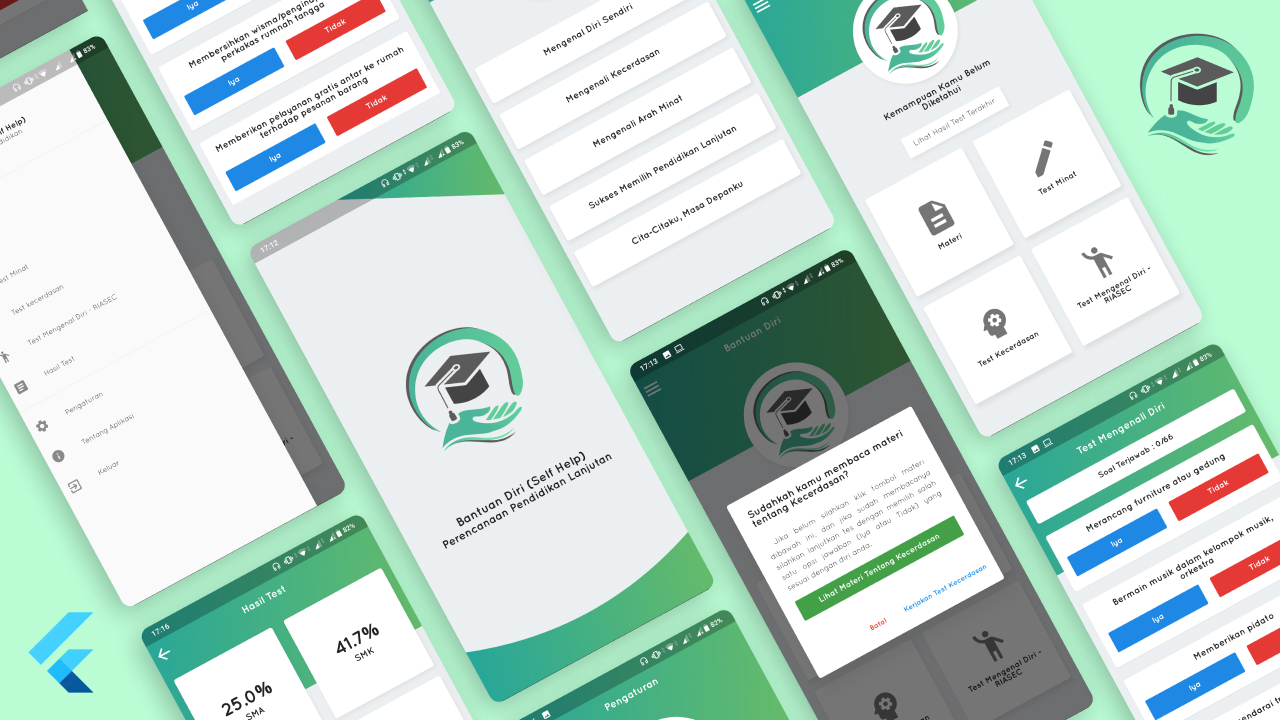 83%
(Self Help)
Test kecerdasan
Test Mengenal Diri - RIASEC
Hasil Test
Pengaturan
Tentang Aplikasi
Keluar
Iya
Membersihkan wisma/penginapan
perkakas rumnah tangga
Tidak
Iya
Memberikan pelayanan gratis antar ke rumah
terhadap pesanan barang
Tidak
Iya
17:12
83%
Bantuan Diri (Self Help)
Perencanaan Pendidikan Lanjutan
Mengenal Diri Sendiri
Mengenali Kecerdasan
Mengenali Arah Minat
Sukses Memilih Pendidikan Lanjutan
Cita-Citaku, Masa Depanku
Kemampuan Kamu Belum
Diketahui
Lihat Hasil Test Terakhir
Materi
Test Minat
Test Kecerdasan
Test Mengenal Diri -
RIASEC
17:16
82%
Hasil Test
25.0%
SMA
41.7%
SMK
82%
Pengaturan
17:13
83%
Bantuan Diri
Sudahkah kamu membaca materi
tentang Kecerdasan?
Jika belum silahkan klik tombol materi
dibawah ini, dan jika sudah membacanya
silahkan lanjutkan tes dengan memilih salah
satu opsi jawaban (Iya atau Tidak) yang
sesuai dengan diri anda.
Lihat Materi Tentang Kecerdasan
Batal
Kerjakan Test Kecerdasan
Test Mengenal Diri -
RIASEC
17:13
83%
Test Mengenali Diri
Soal Terjawab : 0/66
Merancang furniture atau gedung
Iya
Tidak
Bermain musik dalam kelompok musik,
orkestra
Iya
Tidak
Memberikan pidato
Iya